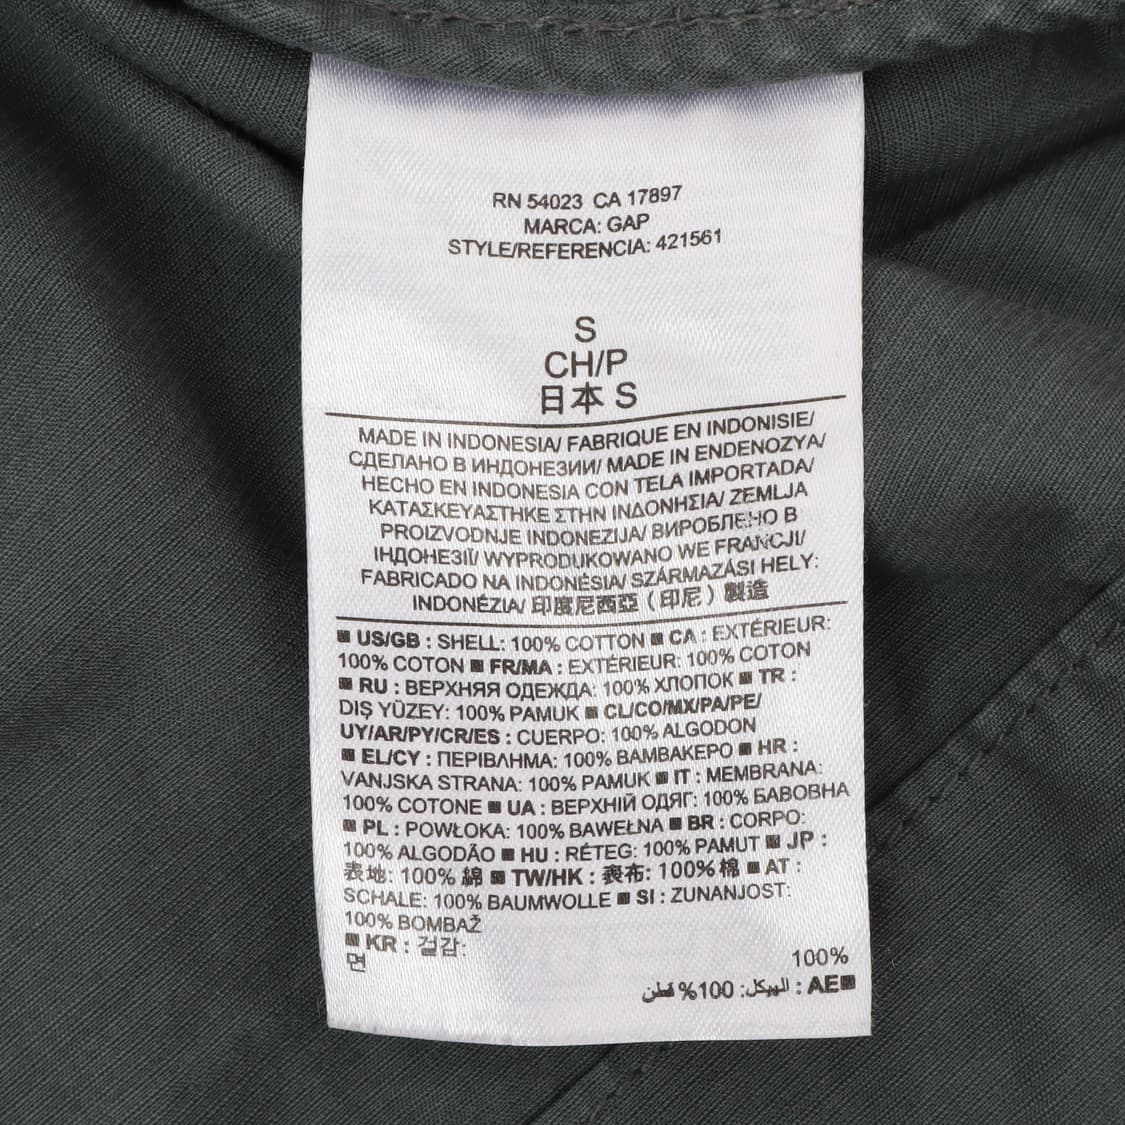 RN 54023 CA 17897
MARCA: GAP
STYLE/REFERENCIA: 421561
S
CH/P
日本 S
MADE IN INDONESIA/ FABRIQUE EN INDONISIE/
СДЕЛАНО В ИНДОНЕЗИИ/ MADE IN ENDENOZYA/
HECHO EN INDONESIA CON TELA IMPORTADA/
ΚΑΤΑΣΚΕΥΑΣΤΗΚΕ ΣΤΗΝ ΙΝΔΟΝΗΣΙΑ/ ZEMLJA
PROIZVODNJE INDONEZIJA/ ВИРОБЛЕНО В
ІНДОНЕЗІЇ/ WYPRODUKOWANO WE FRANCJI/
FABRICADO NA INDONÉSIA/ SZÁRMAZÁSI HELY:
INDONÉZIA/ 印度尼西亞（印尼）製造
■ US/GB : SHELL: 100% COTTON ■ CA : EXTÉRIEUR:
100% COTON ■ FR/MA : EXTÉRIEUR: 100% COTON
■ RU : ВЕРХНЯЯ ОДЕЖДА: 100% ХЛОПОК ■ TR :
DIŞ YÜZEY: 100% PAMUK ■ CL/CO/MX/PA/PE/
UY/AR/PY/CR/ES : CUERPO: 100% ALGODON
■ EL/CY : ΠΕΡΙΒΛΗΜΑ: 100% ΒΑΜΒΑΚΕΡΟ ■ HR :
VANJSKA STRANA: 100% PAMUK ■ IT : MEMBRANA:
100% COTONE ■ UA : ВЕРХНІЙ ОДЯГ: 100% БАВОВНА
■ PL : POWŁOKA: 100% BAWEŁNA ■ BR : CORPO:
100% ALGODÃO ■ HU : RÉTEG: 100% PAMUT ■ JP :
表地: 100% 綿 ■ TW/HK : 表布: 100% 棉 ■ AT :
SCHALE: 100% BAUMWOLLE ■ SI : ZUNANJOST:
100% BOMBAŽ
■ KR : 겉감: 100%
면
■AE : الهيكل: 100% قطن